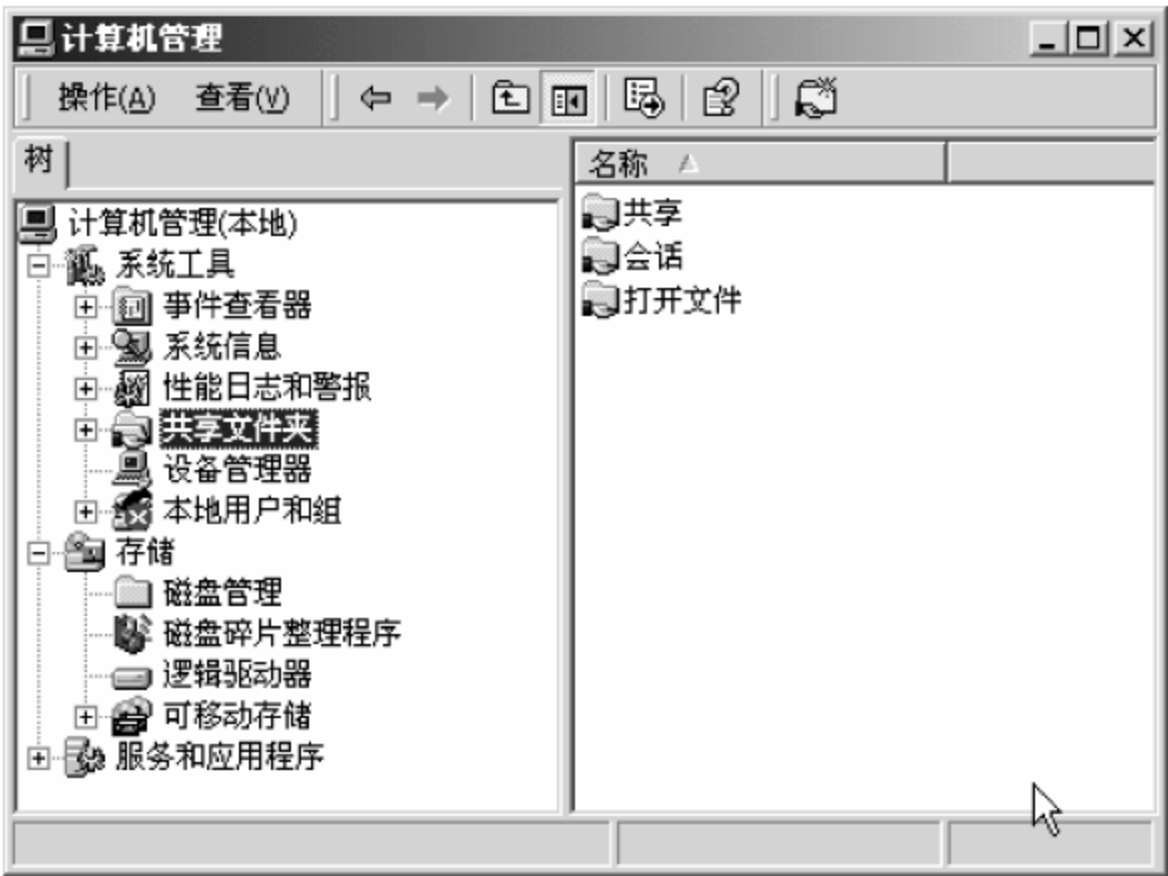 计算机管理
操作(A) 查看(V)
树
名称
计算机管理(本地)
系统工具
事件查看器
系统信息
性能日志和警报
共享文件夹
设备管理器
本地用户和组
存储
磁盘管理
磁盘碎片整理程序
逻辑驱动器
可移动存储
服务和应用程序
共享
会话
打开文件